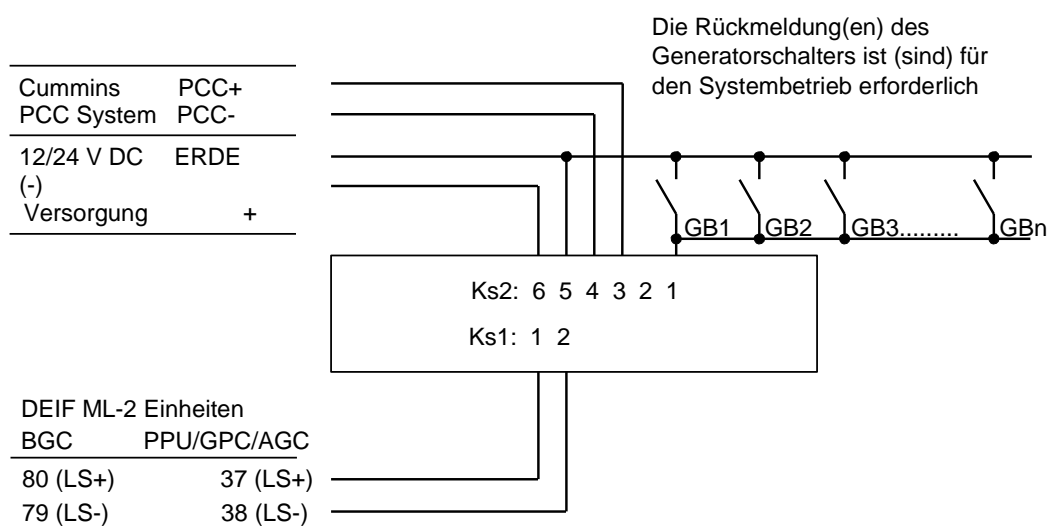 Die Rückmeldung(en) des
Generatorschalters ist (sind) für
den Systembetrieb erforderlich
Cummins PCC+
PCC System PCC-
12/24 V DC ERDE
(-)
Versorgung +
GB1 GB2 GB3......... GBn
Ks2: 6 5 4 3 2 1
Ks1: 1 2
DEIF ML-2 Einheiten
BGC PPU/GPC/AGC
80 (LS+) 37 (LS+)
79 (LS-) 38 (LS-)